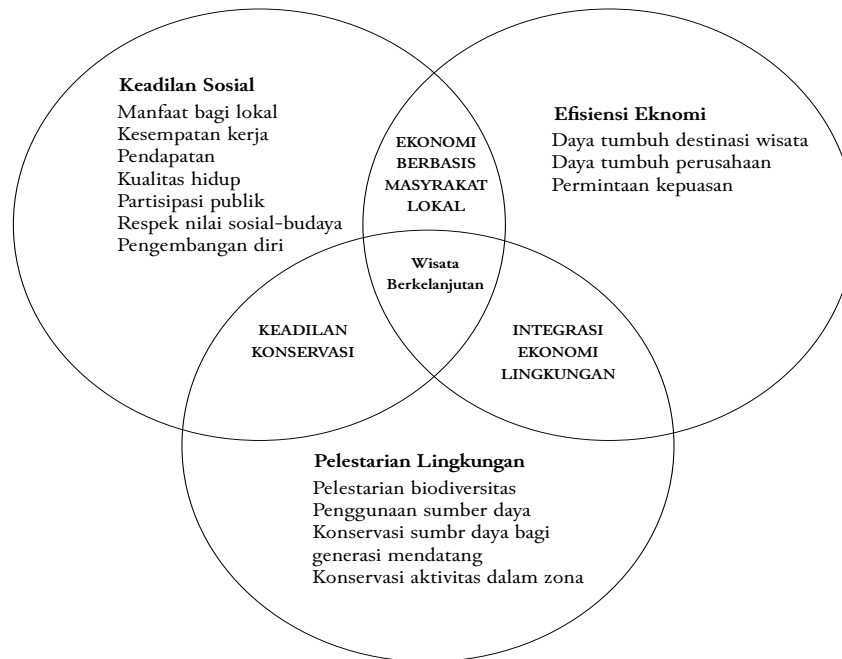 Keadilan Sosial
Manfaat bagi lokal
Kesempatan kerja
Pendapatan
Kualitas hidup
Partisipasi publik
Respek nilai sosial-budaya
Pengembangan diri
EKONOMI
BERBASIS
MASYRAKAT
LOKAL
Efisiensi Eknomi
Daya tumbuh destinasi wisata
Daya tumbuh perusahaan
Permintaan kepuasan
Wisata
Berkelanjutan
KEADILAN
KONSERVASI
INTEGRASI
EKONOMI
LINGKUNGAN
Pelestarian Lingkungan
Pelestarian biodiversitas
Penggunaan sumber daya
Konservasi sumbr daya bagi
generasi mendatang
Konservasi aktivitas dalam zona